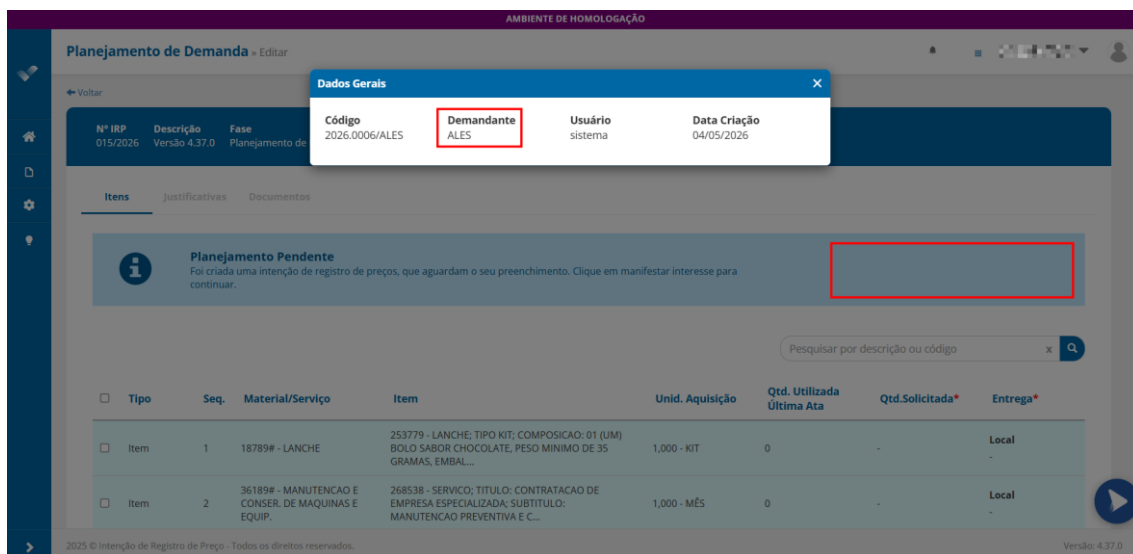 AMBIENTE DE HOMOLOGAÇÃO
Planejamento de Demanda » Editar
Voltar
Dados Gerais
Código Demandante Usuário Data Criação
2026.0006/ALES ALES sistema 04/05/2026
Nº IRP Descrição Fase
015/2026 Versão 4.37.0 Planejamento de
Itens Justificativas Documentos
Planejamento Pendente
Foi criada uma intenção de registro de preços, que aguardam o seu preenchimento. Clique em manifestar interesse para
continuar.
Pesquisar por descrição ou código x
Tipo Seq. Material/Serviço Item Unid. Aquisição Qtd. Utilizada Última Ata Qtd.Solicitada* Entrega*
Item 1 18789# - LANCHE 253779 - LANCHE; TIPO KIT; COMPOSICAO: 01 (UM) BOLO SABOR CHOCOLATE, PESO MINIMO DE 35 GRAMAS, EMBAL... 1,000 - KIT 0 - Local -
Item 2 36189# - MANUTENCAO E CONSER. DE MAQUINAS E EQUIP. 268538 - SERVICO; TITULO: CONTRATACAO DE EMPRESA ESPECIALIZADA; SUBTITULO: MANUTENCAO PREVENTIVA E C... 1,000 - MÊS 0 - Local -
2025 © Intenção de Registro de Preço - Todos os direitos reservados. Versão: 4.37.0